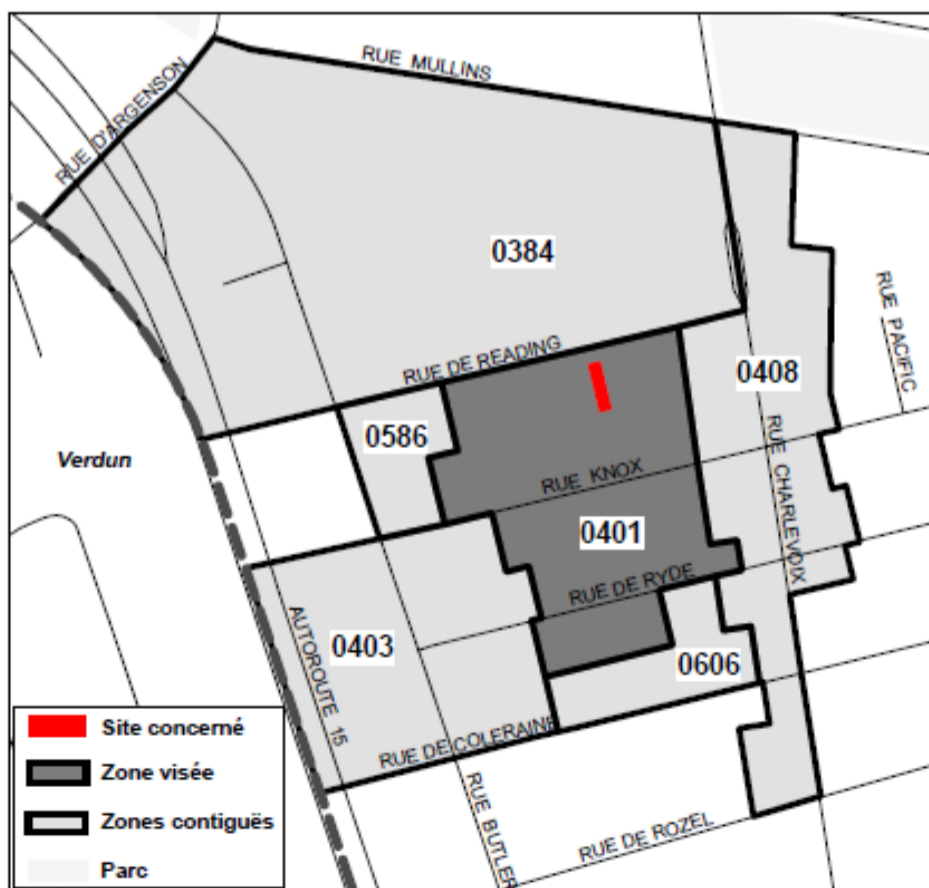 RUE MULLINS
RUE D'ARGENSON
0384
RUE PACIFIC
RUE DE READING
0408
0586
Verdun
RUE KNOX
RUE CHARLEVOIX
0401
RUE DE RYDE
AUTOROUTE 15
0403
0606
RUE DE COLERAINE
RUE BUTLER
RUE DE ROZEL
Site concerné
Zone visée
Zones contiguës
Parc